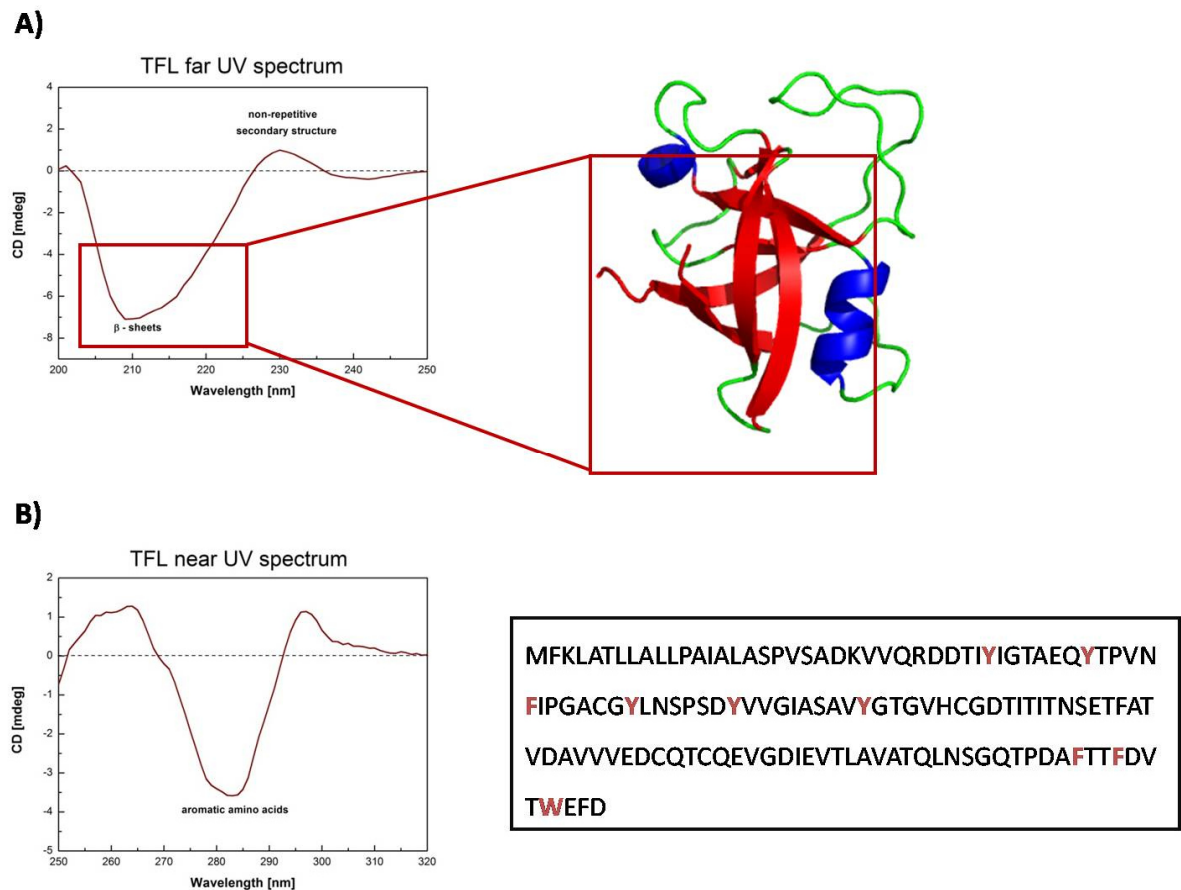 A)
TFL far UV spectrum
4
2
0
-2
-4
-6
-8
CD [mdeg]
non-repetitive
secondary structure
β - sheets
200 210 220 230 240 250
Wavelength [nm]
B)
TFL near UV spectrum
2
1
0
-1
-2
-3
-4
-5
CD [mdeg]
aromatic amino acids
250 260 270 280 290 300 310 320
Wavelength [nm]
MFKLATLLALLPAIALASPVSADKVVQRDDTIYIGTAEQYTPVN
FIPGACGYLNSPSDYVVGIASAVYGTGVHCGDTITITNSETFAT
VDAVVVEDCQTCQEVGDIEVTLAVATQLNSGQTPDAFTTFDV
TWEFD